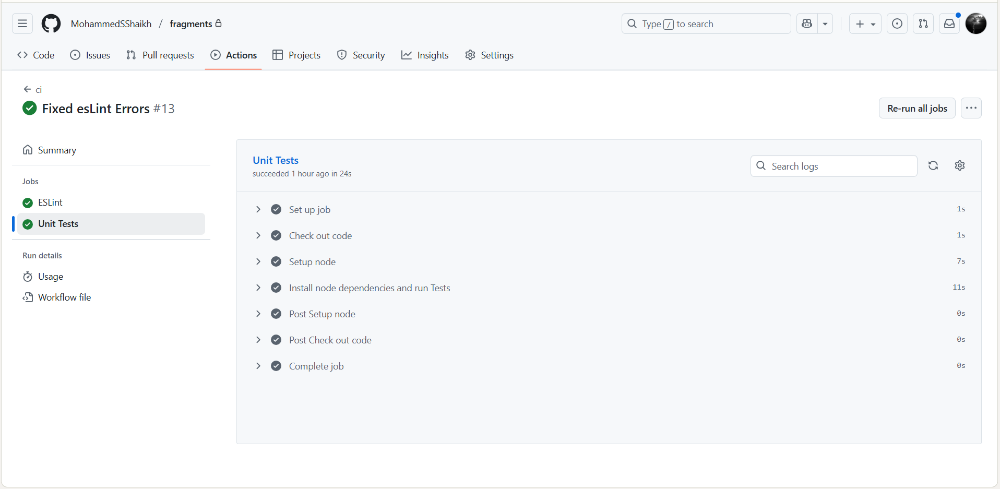 MohammedSShaikh / fragments
Type / to search
Code Issues Pull requests Actions Projects Security Insights Settings
ci
Fixed esLint Errors #13
Re-run all jobs
Summary
Jobs
ESLint
Unit Tests
Run details
Usage
Workflow file
Unit Tests
succeeded 1 hour ago in 24s
Search logs
Set up job 1s
Check out code 1s
Setup node 7s
Install node dependencies and run Tests 11s
Post Setup node 0s
Post Check out code 0s
Complete job 0s